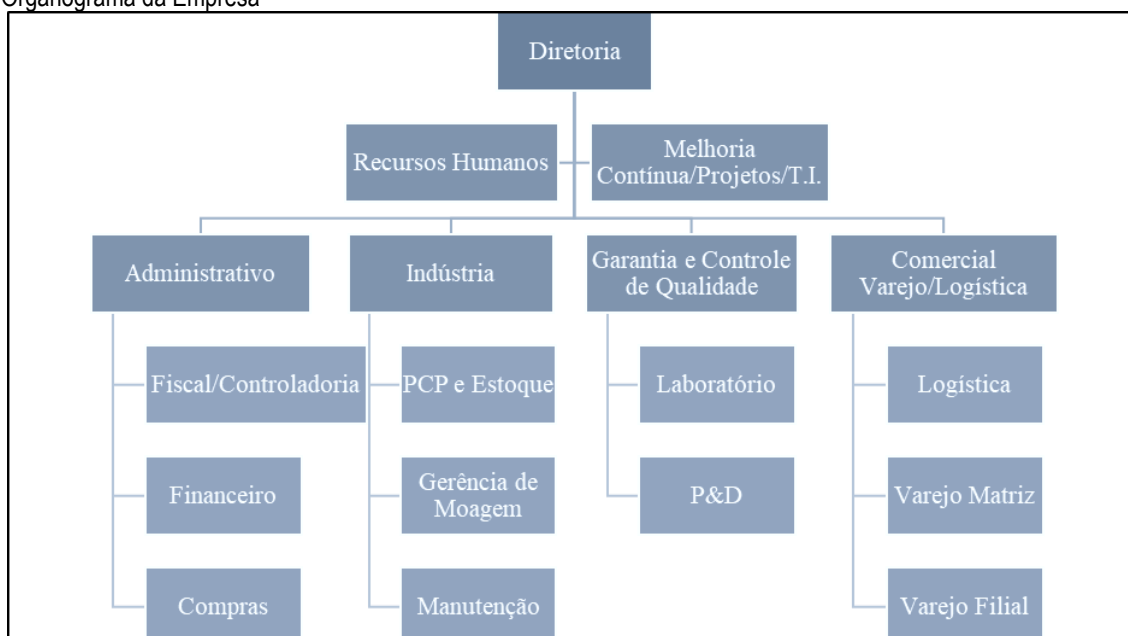 Organograma da Empresa
Diretoria
Recursos Humanos
Melhoria
Contínua/Projetos/T.I.
Administrativo
Indústria
Garantia e Controle
de Qualidade
Comercial
Varejo/Logística
Fiscal/Controladoria
PCP e Estoque
Laboratório
Logística
Financeiro
Gerência de
Moagem
P&D
Varejo Matriz
Compras
Manutenção
Varejo Filial